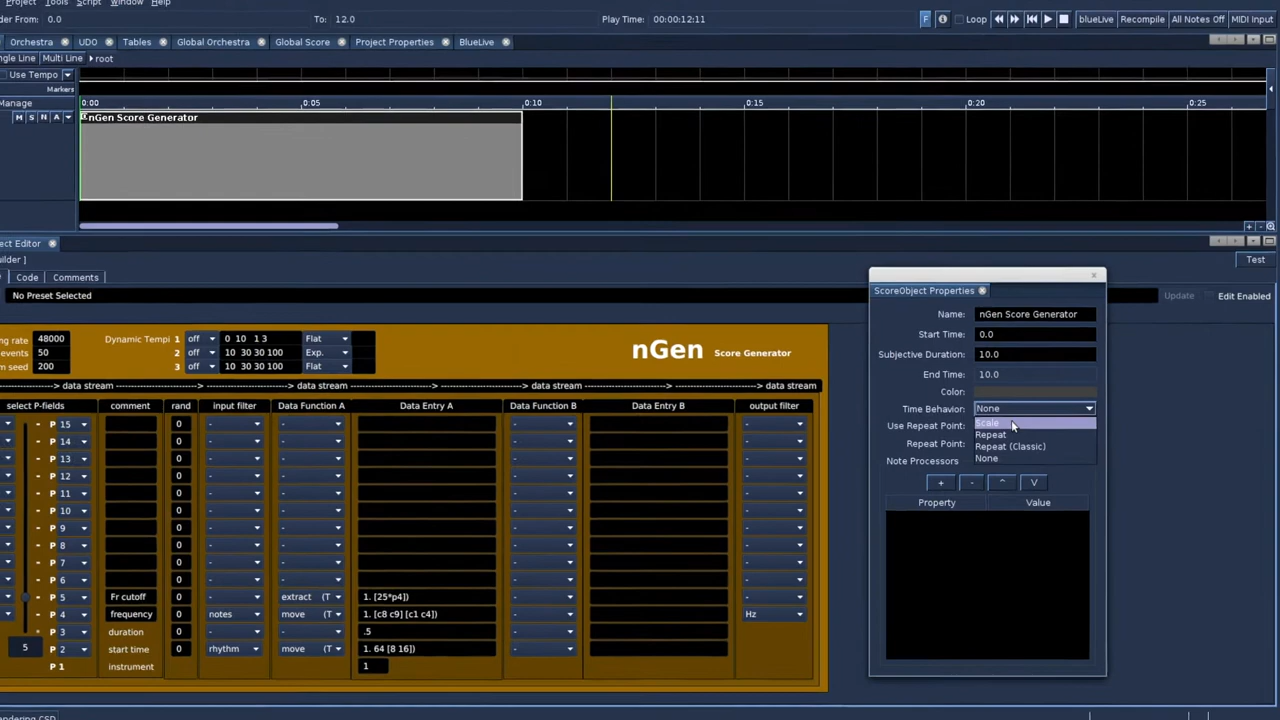 Project Tools Script Window Help
der From: 0.0 To: 12.0 Play Time: 00:00:12:11 F Loop blueLive Recompile All Notes Off MIDI Input
Orchestra UDO Tables Global Orchestra Global Score Project Properties BlueLive
ngle Line Multi Line root
Use Tempo
Markers
Manage 0:00 0:05 0:10 0:15 0:20 0:25
M S N A nGen Score Generator
ect Editor
uilder ] Test
Code Comments
No Preset Selected Update Edit Enabled
ng rate 48000 Dynamic Tempi 1 off 0 10 1 3 Flat nGen Score Generator
events 50 2 off 10 30 30 100 Exp.
m seed 200 3 off 10 30 30 100 Flat
----> data stream -----> data stream -----> data stream -----> data stream -----> data stream -----> data stream
select P-fields comment rand input filter Data Function A Data Entry A Data Function B Data Entry B output filter
- P 15 0 - - - -
- P 14 0 - - - -
- P 13 0 - - - -
- P 12 0 - - - -
- P 11 0 - - - -
- P 10 0 - - - -
- P 9 0 - - - -
- P 8 0 - - - -
- P 7 0 - - - -
- P 6 0 - - - -
- P 5 Fr cutoff 0 - extract (T 1. [25*p4]) - -
- P 4 frequency 0 notes move (T 1. [c8 c9] [c1 c4]) - Hz
P 3 duration 0 - - .5 - -
5 P 2 start time 0 rhythm move (T 1. 64 [8 16]) - -
P 1 instrument 1
ScoreObject Properties
Name: nGen Score Generator
Start Time: 0.0
Subjective Duration: 10.0
End Time: 10.0
Color:
Time Behavior: None
Use Repeat Point: Scale
Repeat
Repeat Point: Repeat (Classic)
Note Processors None
+ - ^ V
Property Value
ndering CSD